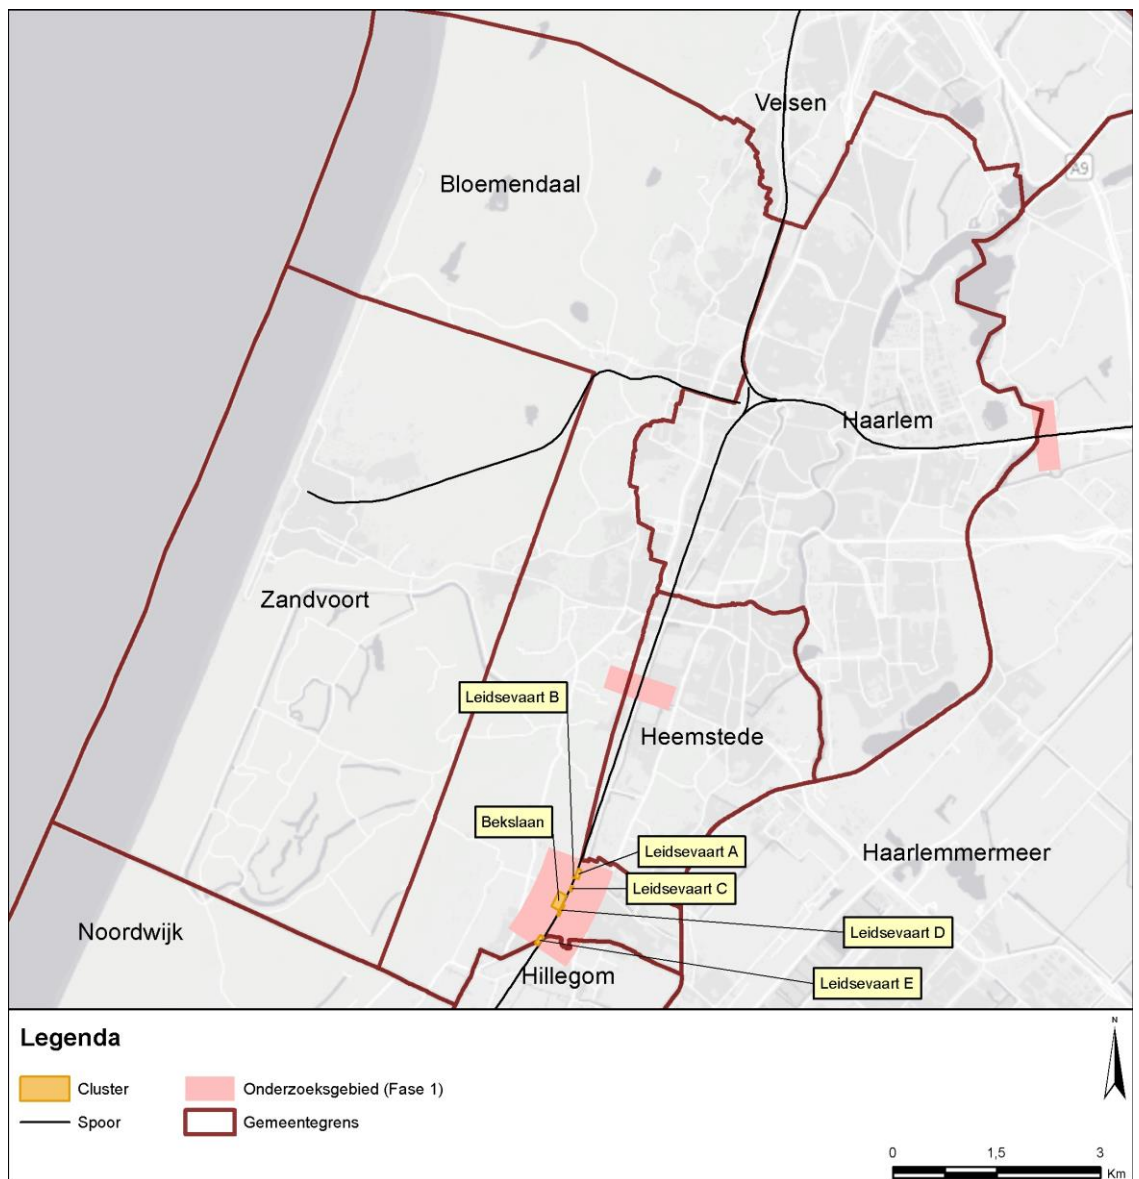 Velsen
A9
Bloemendaal
Haarlem
Zandvoort
Leidsevaart B
Heemstede
Bekslaan
Leidsevaart A
Haarlemmermeer
Leidsevaart C
Noordwijk
Leidsevaart D
Hillegom
Leidsevaart E
Legenda
N
Cluster
Onderzoeksgebied (Fase 1)
Spoor
Gemeentegrens
0 1,5 3
Km